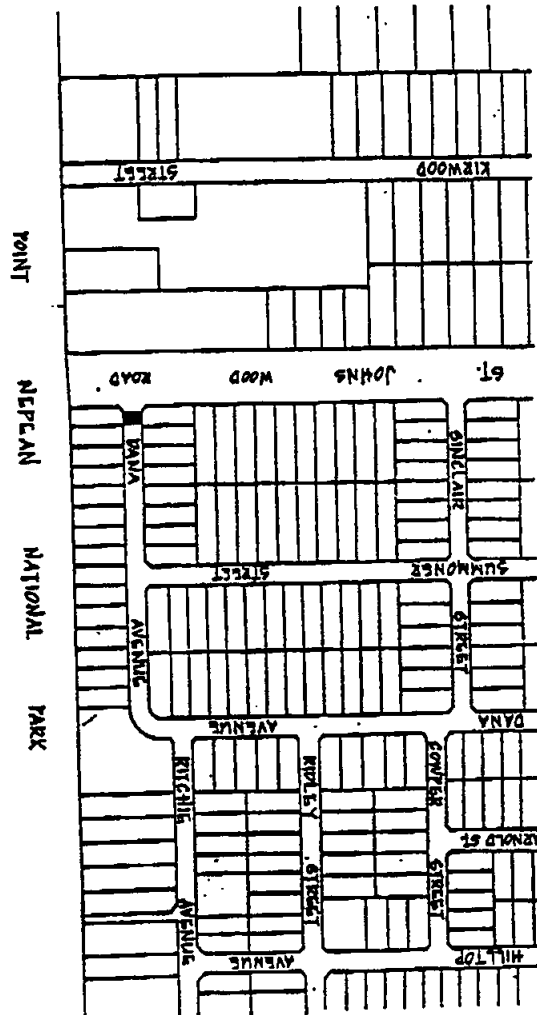 KIRWOOD STREET
POINT NEPEAN NATIONAL PARK
ST. JOHNS WOOD ROAD
DANA AVENUE
SINCLAIR STREET
SUMMONER STREET
DANA AVENUE
RITCHIE AVENUE
RIPLEY STREET
COWPER STREET
ARNOLD ST.
HILLTOP AVENUE